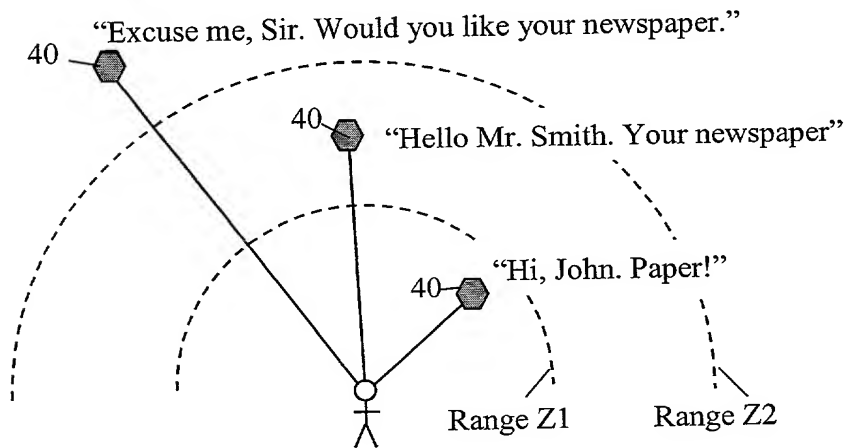 “Excuse me, Sir. Would you like your newspaper.”
40
40
“Hello Mr. Smith. Your newspaper”
“Hi, John. Paper!”
40
Range Z1
Range Z2